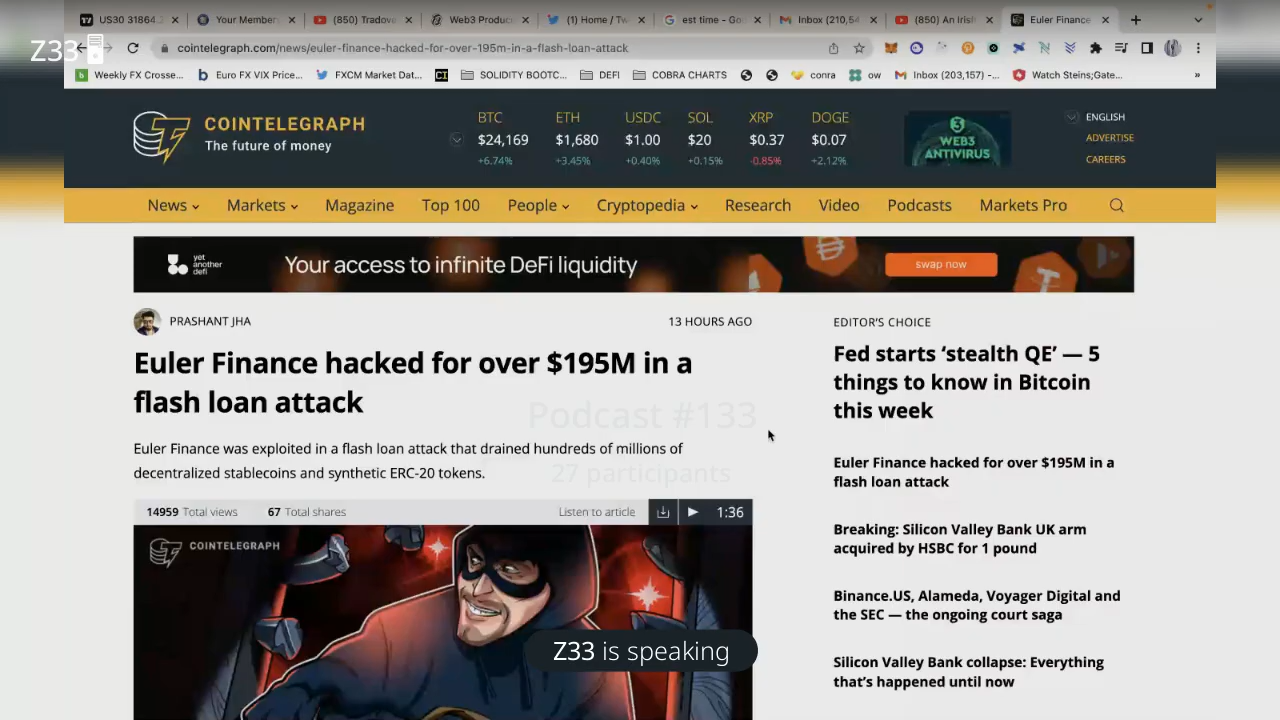 US30 31864.2
Your Member
(850) Tradov
Web3 Produc
(1) Home / Tw
est time - Go
Inbox (210,54
(850) An Irish
Euler Finance
Z33
cointelegraph.com/news/euler-finance-hacked-for-over-195m-in-a-flash-loan-attack
Weekly FX Crosse...
Euro FX VIX Price...
FXCM Market Dat...
CI
SOLIDITY BOOTC...
DEFI
COBRA CHARTS
conra
ow
Inbox (203,157) -...
Watch Steins;Gate...
»
COINTELEGRAPH
The future of money
BTC ETH USDC SOL XRP DOGE
$24,169 $1,680 $1.00 $20 $0.37 $0.07
+6.74% +3.45% +0.40% +0.15% -0.85% +2.12%
3
WEB3
ANTIVIRUS
ENGLISH
ADVERTISE
CAREERS
News Markets Magazine Top 100 People Cryptopedia Research Video Podcasts Markets Pro
yet
another
defi
Your access to infinite DeFi liquidity
swap now
PRASHANT JHA
13 HOURS AGO
Euler Finance hacked for over $195M in a
flash loan attack
Euler Finance was exploited in a flash loan attack that drained hundreds of millions of
decentralized stablecoins and synthetic ERC-20 tokens.
Podcast #133
27 participants
14959 Total views 67 Total shares
Listen to article
1:36
COINTELEGRAPH
EDITOR'S CHOICE
Fed starts ‘stealth QE’ — 5
things to know in Bitcoin
this week
Euler Finance hacked for over $195M in a
flash loan attack
Breaking: Silicon Valley Bank UK arm
acquired by HSBC for 1 pound
Binance.US, Alameda, Voyager Digital and
the SEC — the ongoing court saga
Silicon Valley Bank collapse: Everything
that’s happened until now
Z33 is speaking